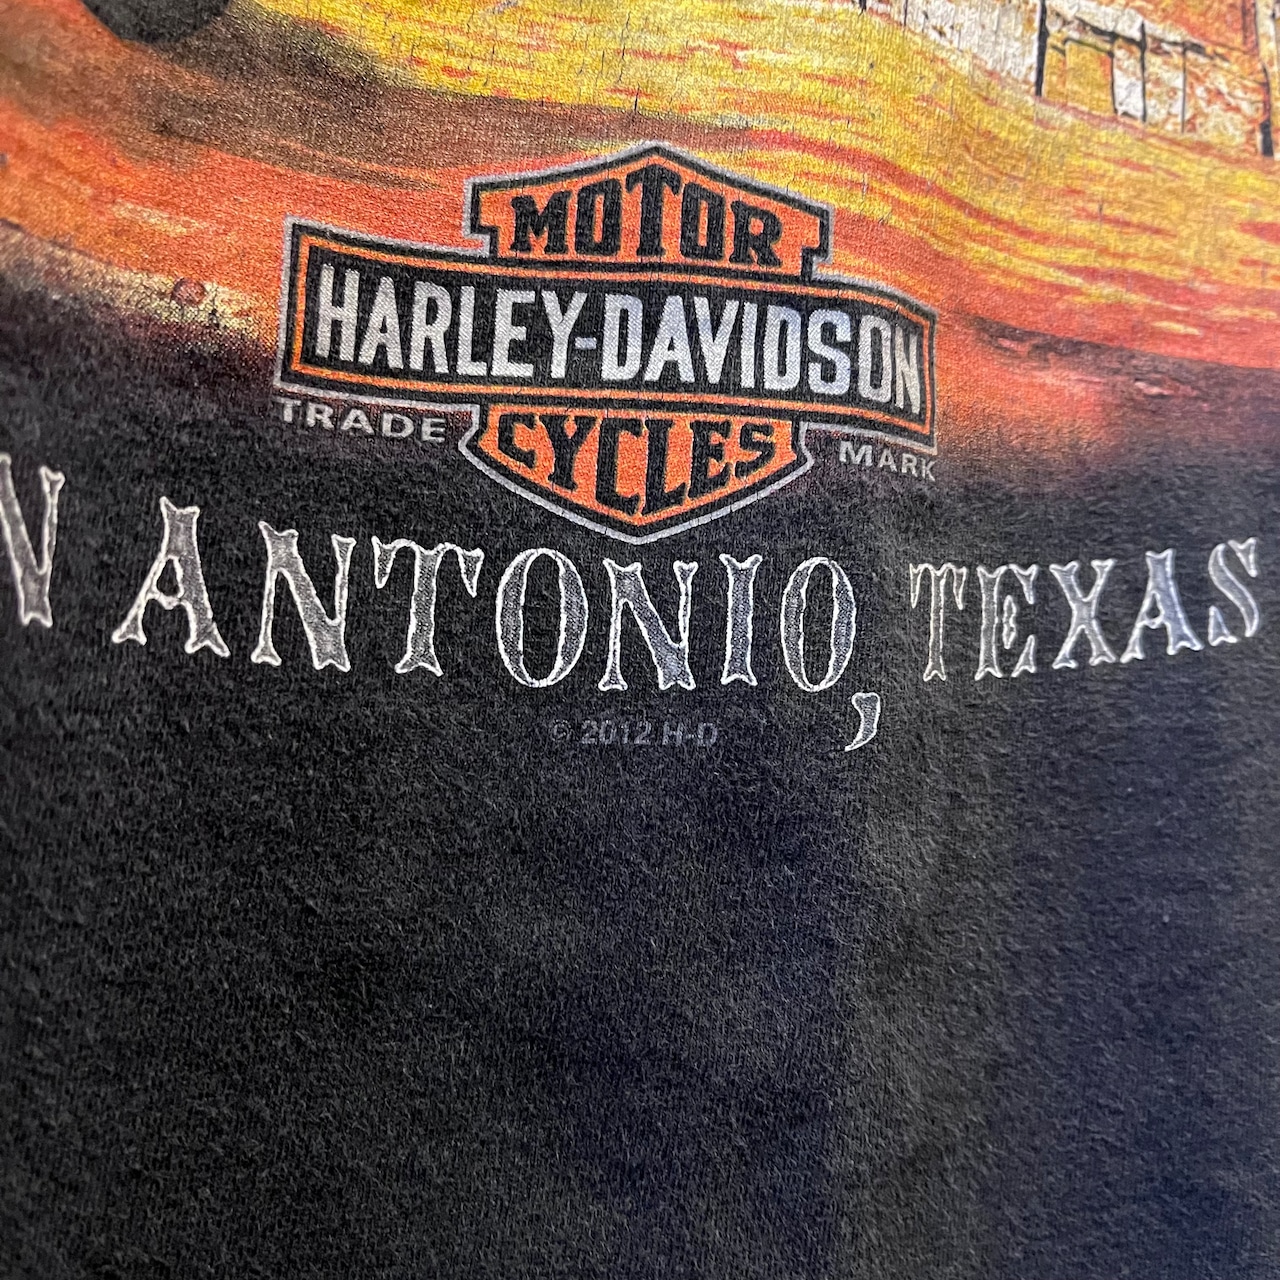 MOTOR
HARLEY-DAVIDSON
TRADE MARK
CYCLES
N ANTONIO, TEXAS
© 2012 H-D